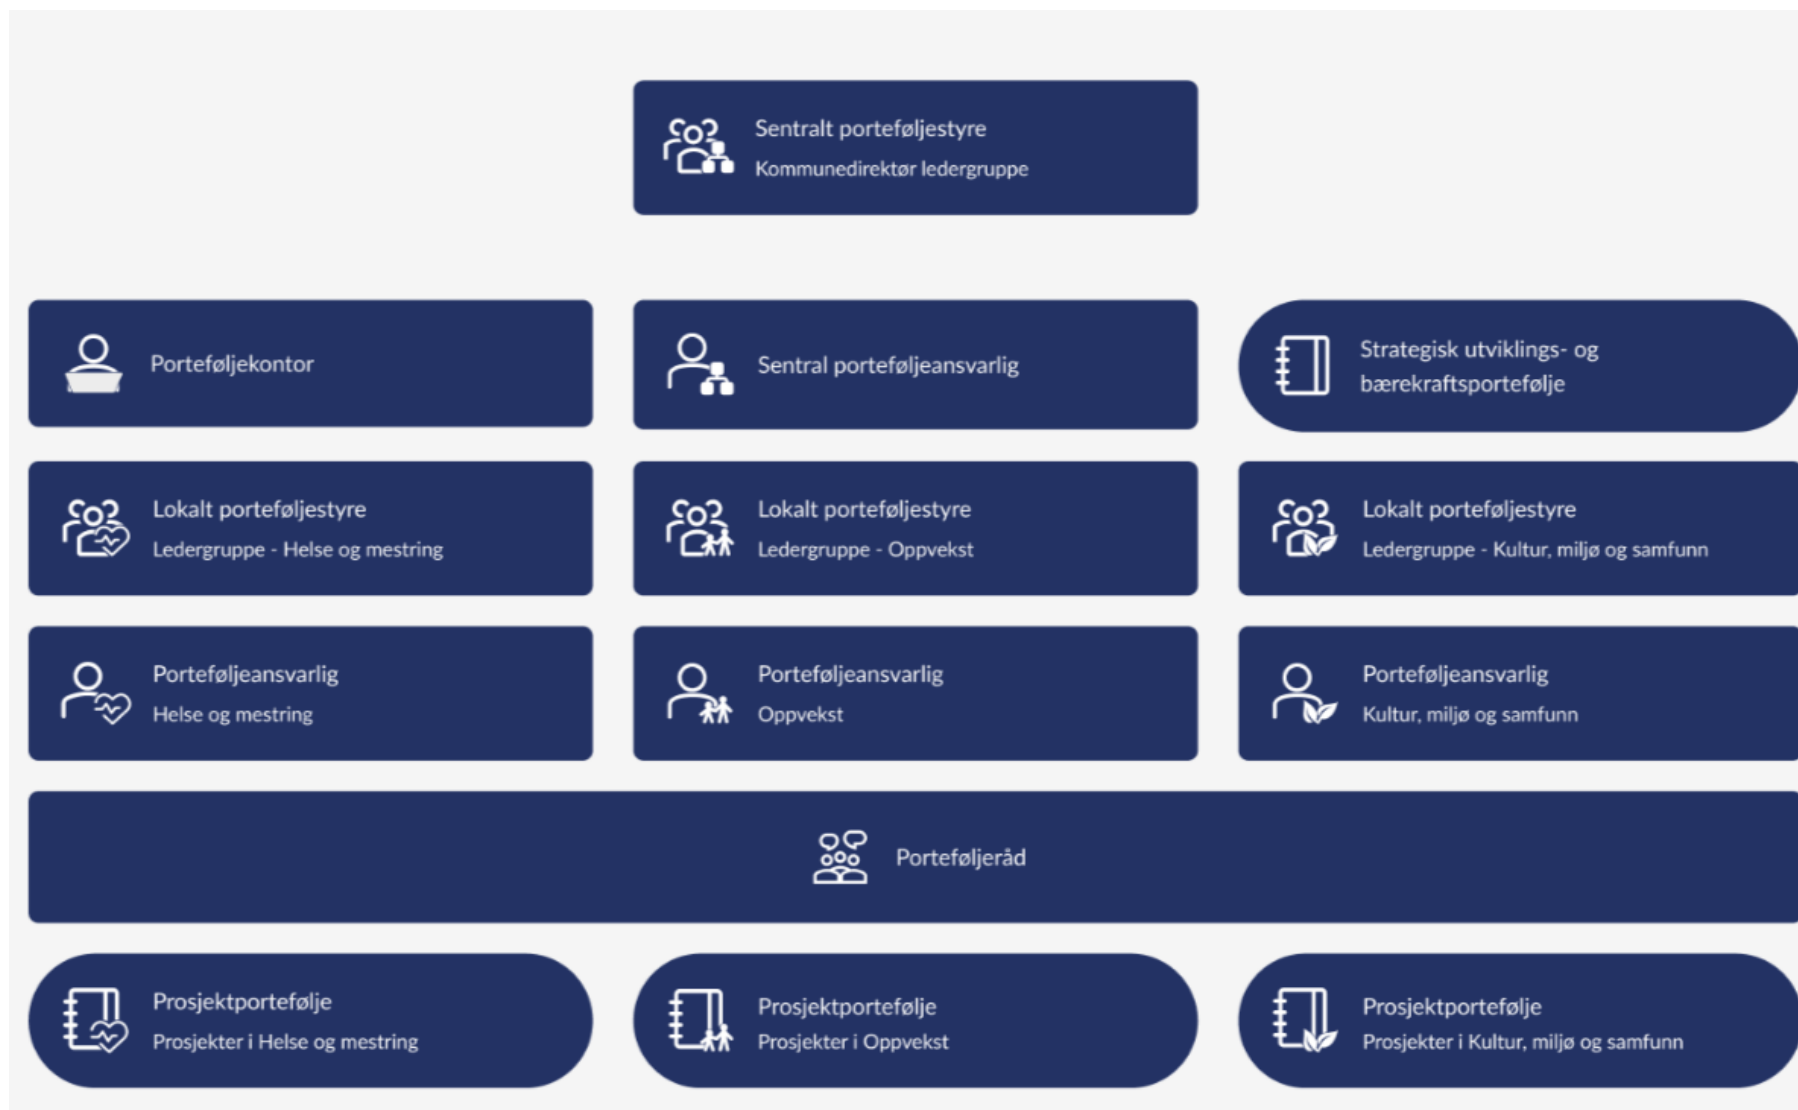 Sentralt porteføljestyre
Kommunedirektør ledergruppe
Porteføljekontor
Sentral porteføljeansvarlig
Strategisk utviklings- og
bærekraftsportefølje
Lokalt porteføljestyre
Ledergruppe - Helse og mestring
Lokalt porteføljestyre
Ledergruppe - Oppvekst
Lokalt porteføljestyre
Ledergruppe - Kultur, miljø og samfunn
Porteføljeansvarlig
Helse og mestring
Porteføljeansvarlig
Oppvekst
Porteføljeansvarlig
Kultur, miljø og samfunn
Porteføljeråd
Prosjektportefølje
Prosjekter i Helse og mestring
Prosjektportefølje
Prosjekter i Oppvekst
Prosjektportefølje
Prosjekter i Kultur, miljø og samfunn